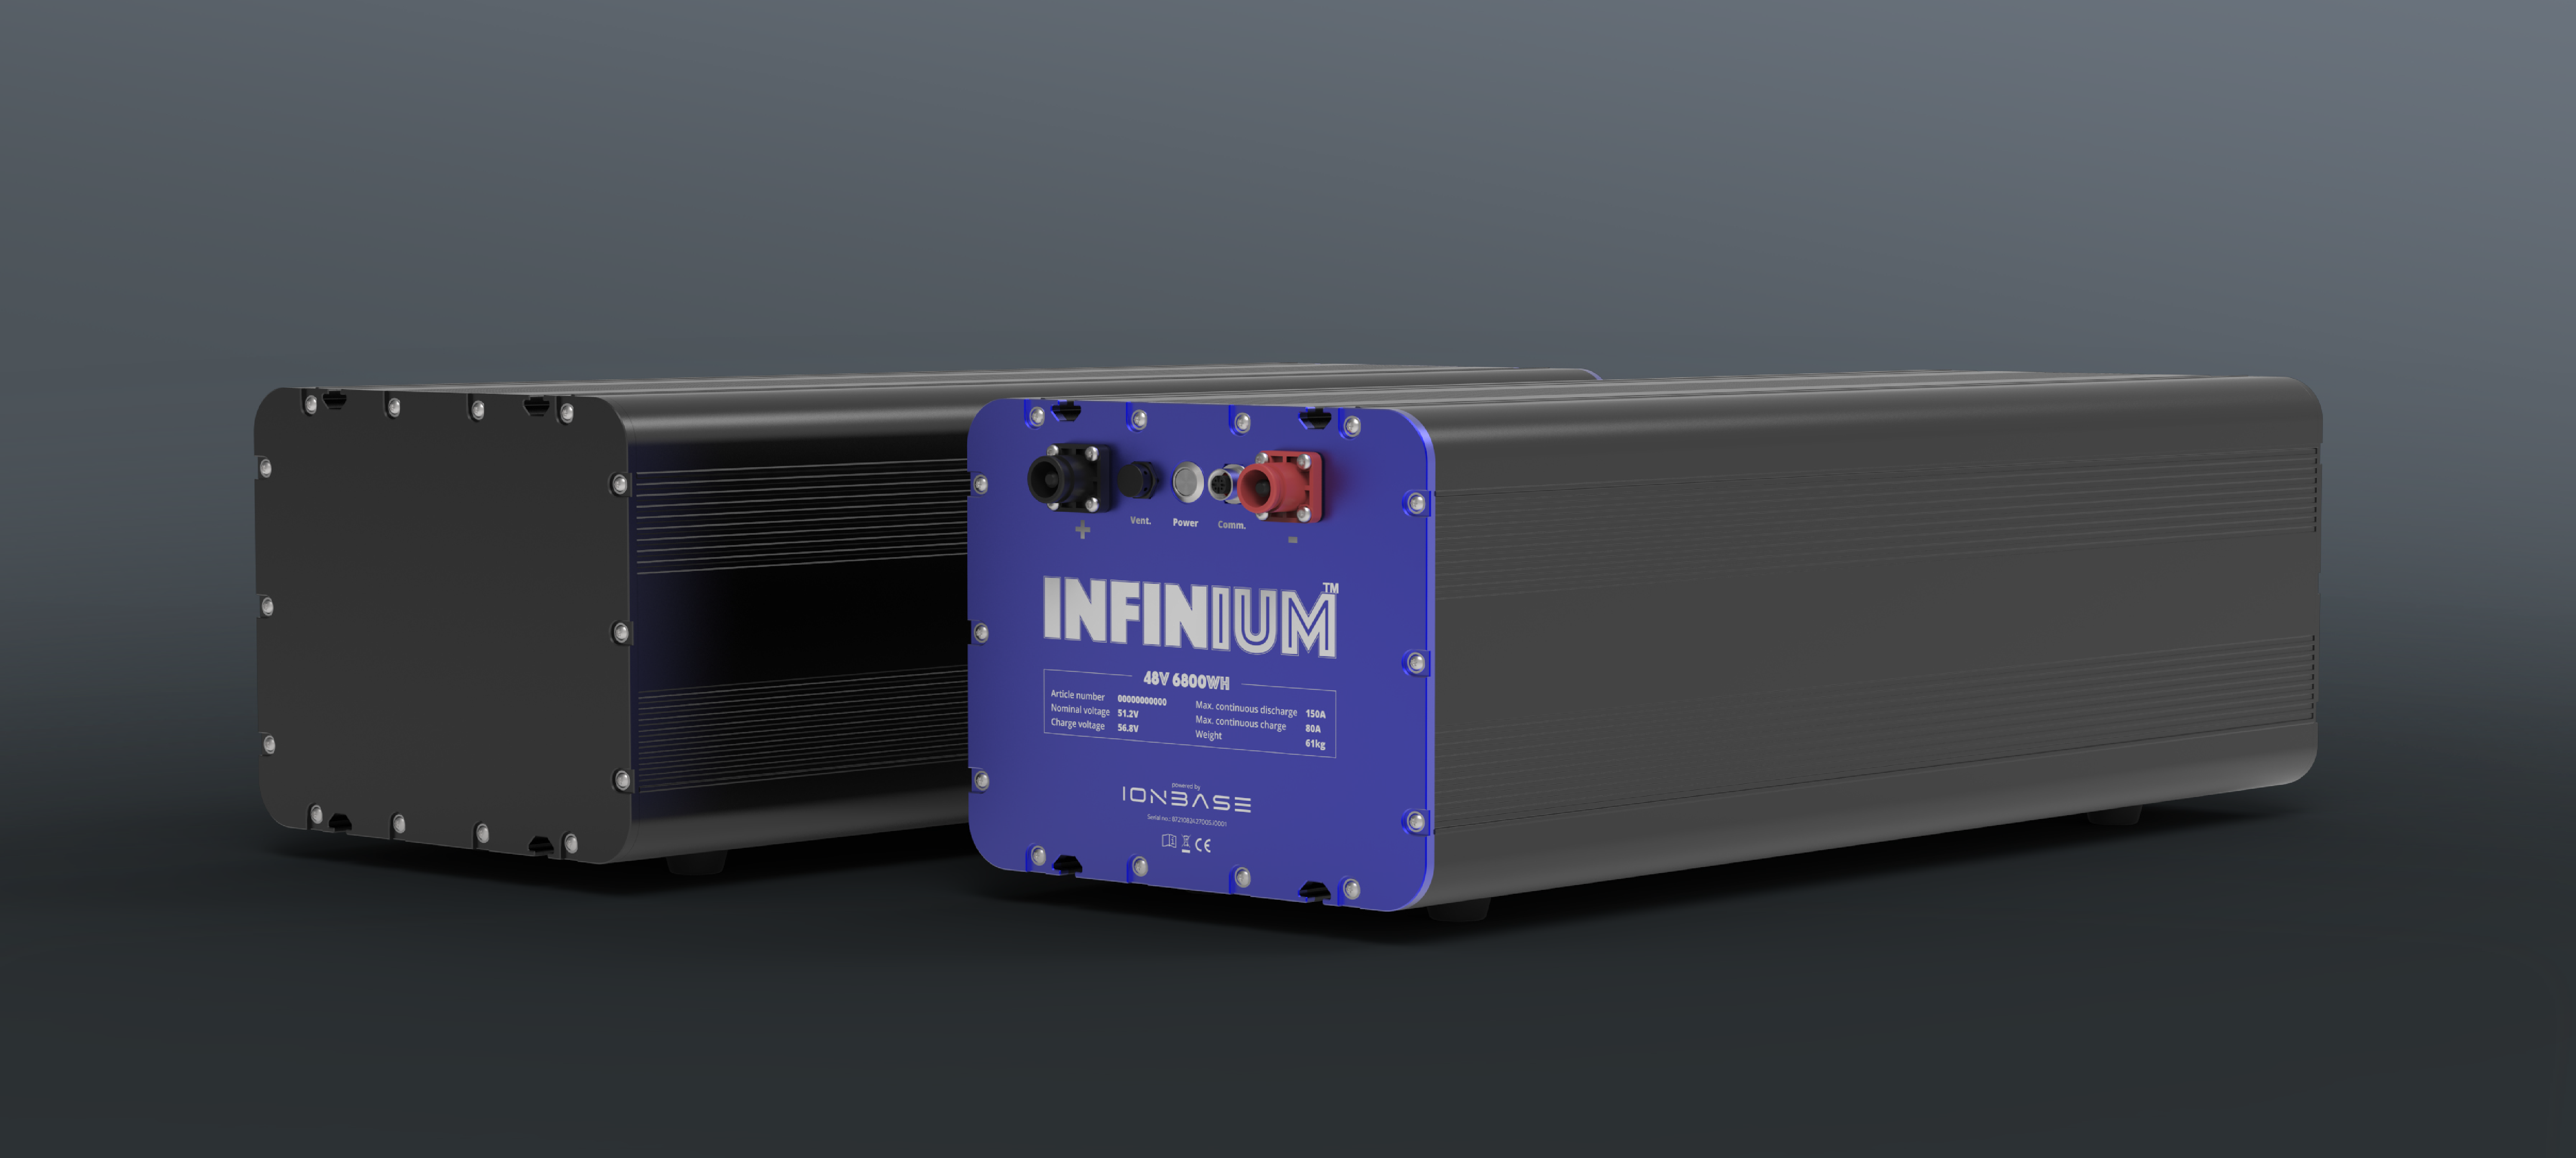 +
Vent.
Power
Comm.
-
INFINIUM™
48V 6800WH
Article number 00000000000
Nominal voltage 51.2V
Charge voltage 56.8V
Max. continuous discharge 150A
Max. continuous charge 80A
Weight 61kg
powered by
IONBASE
CE